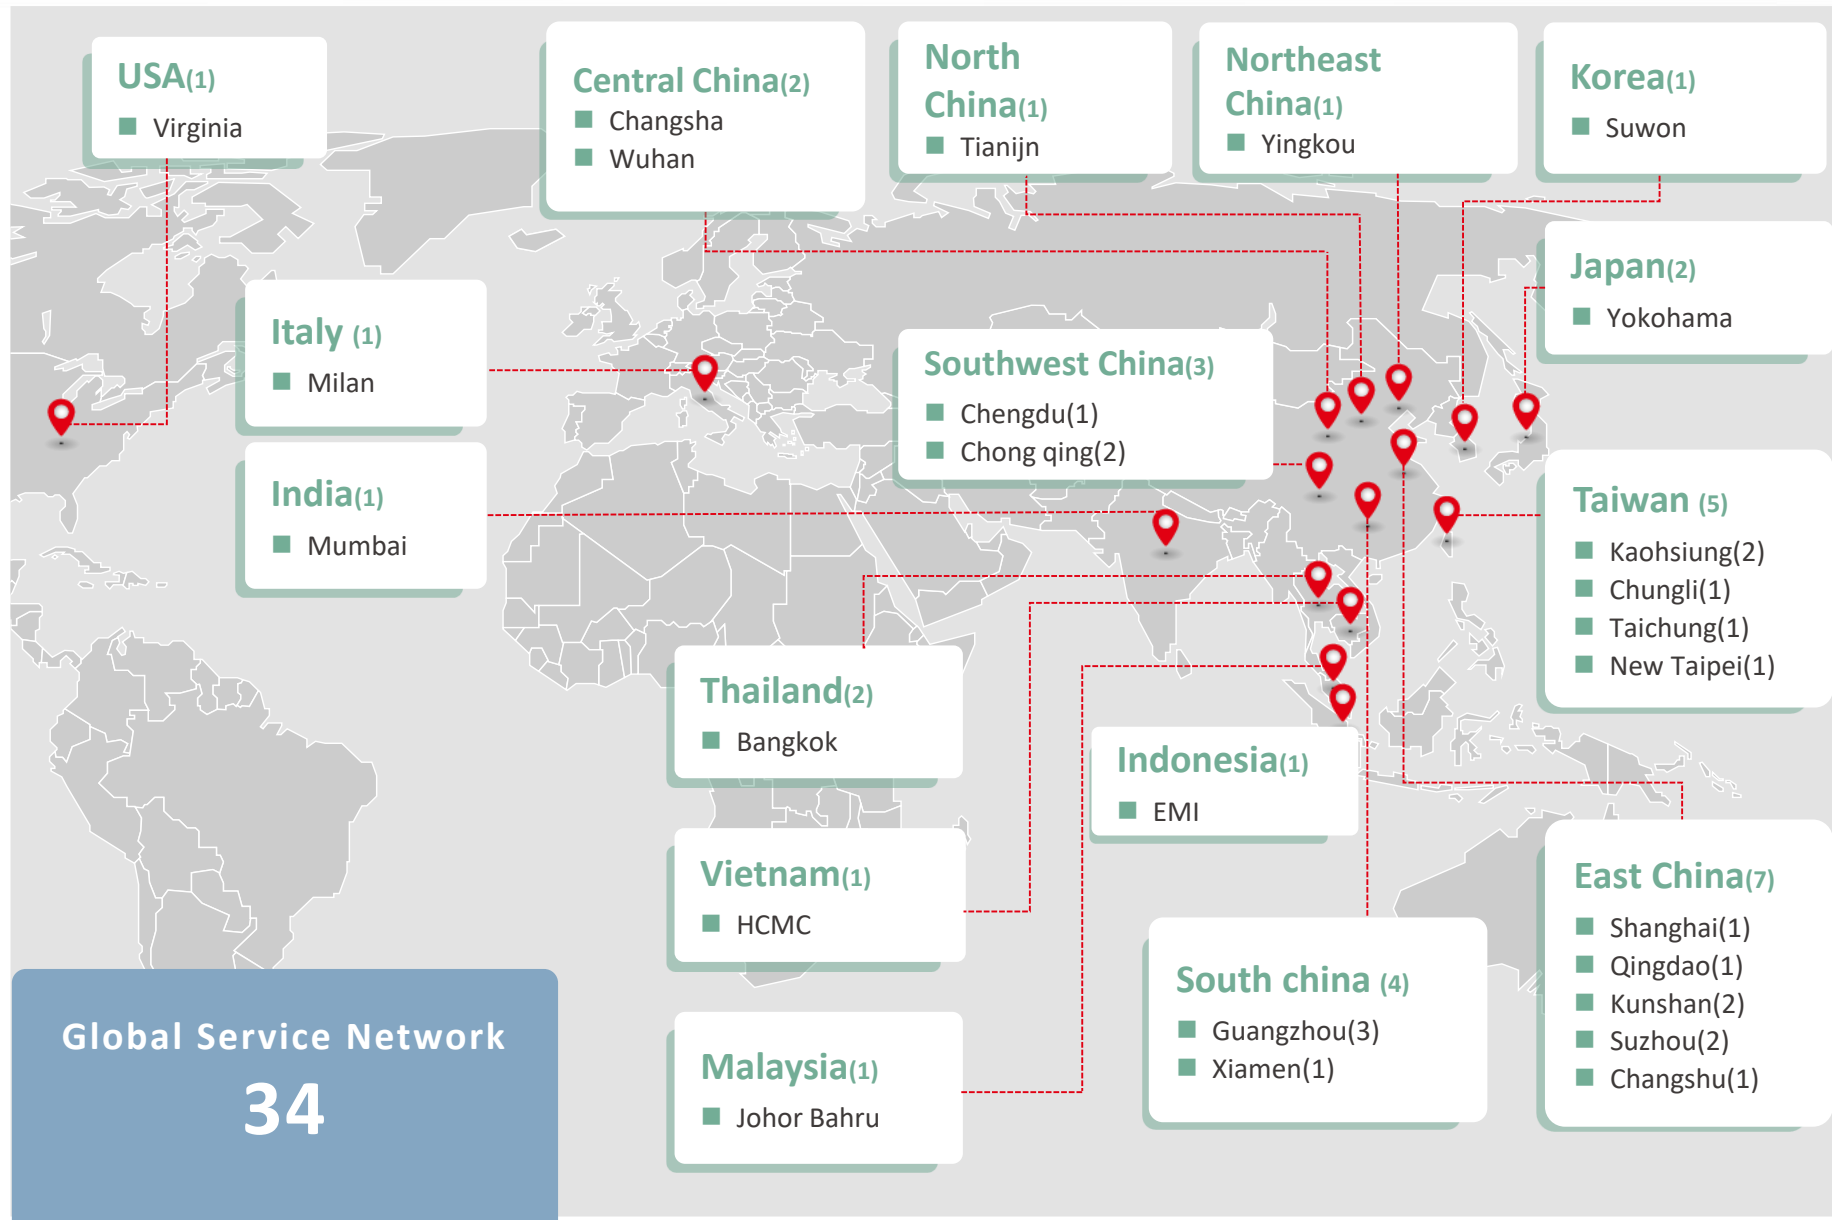 USA(1)
Virginia
Central China(2)
Changsha
Wuhan
North
China(1)
Tianijn
Northeast
China(1)
Yingkou
Korea(1)
Suwon
Japan(2)
Yokohama
Italy (1)
Milan
Southwest China(3)
Chengdu(1)
Chong qing(2)
India(1)
Mumbai
Taiwan (5)
Kaohsiung(2)
Chungli(1)
Taichung(1)
New Taipei(1)
Thailand(2)
Bangkok
Indonesia(1)
EMI
Vietnam(1)
HCMC
East China(7)
Shanghai(1)
Qingdao(1)
Kunshan(2)
Suzhou(2)
Changshu(1)
South china (4)
Guangzhou(3)
Xiamen(1)
Malaysia(1)
Johor Bahru
Global Service Network
34